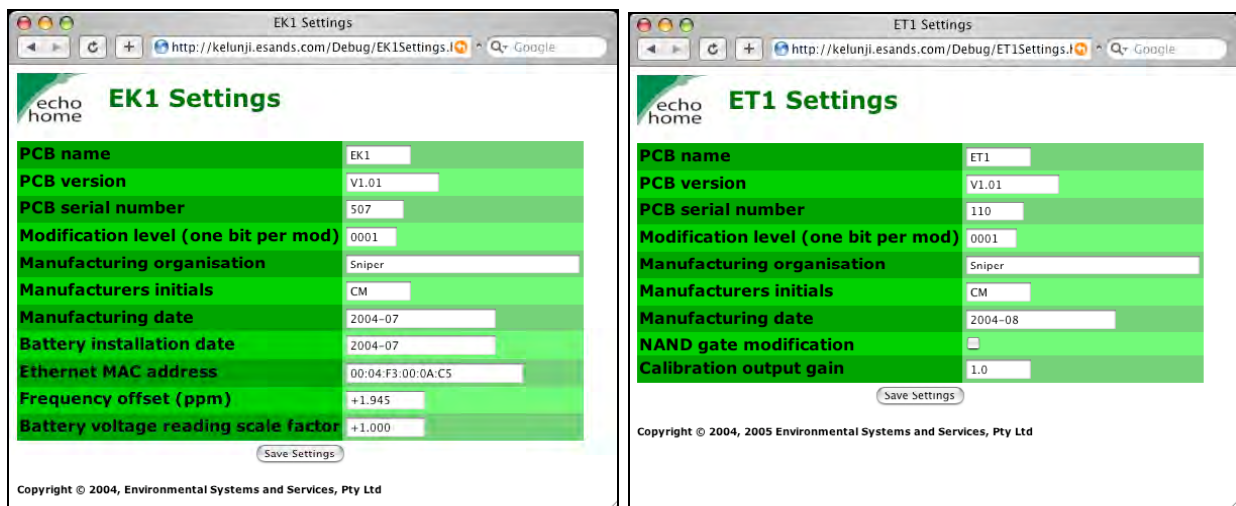 EK1 Settings
http://kelunji.esands.com/Debug/EK1Settings.
Google
echo
home
EK1 Settings
PCB name EK1
PCB version V1.01
PCB serial number 507
Modification level (one bit per mod) 0001
Manufacturing organisation Sniper
Manufacturers initials CM
Manufacturing date 2004-07
Battery installation date 2004-07
Ethernet MAC address 00:04:F3:00:0A:C5
Frequency offset (ppm) +1.945
Battery voltage reading scale factor +1.000
Save Settings
Copyright © 2004, Environmental Systems and Services, Pty Ltd
ET1 Settings
http://kelunji.esands.com/Debug/ET1Settings.
Google
echo
home
ET1 Settings
PCB name ET1
PCB version V1.01
PCB serial number 110
Modification level (one bit per mod) 0001
Manufacturing organisation Sniper
Manufacturers initials CM
Manufacturing date 2004-08
NAND gate modification
Calibration output gain 1.0
Save Settings
Copyright © 2004, 2005 Environmental Systems and Services, Pty Ltd